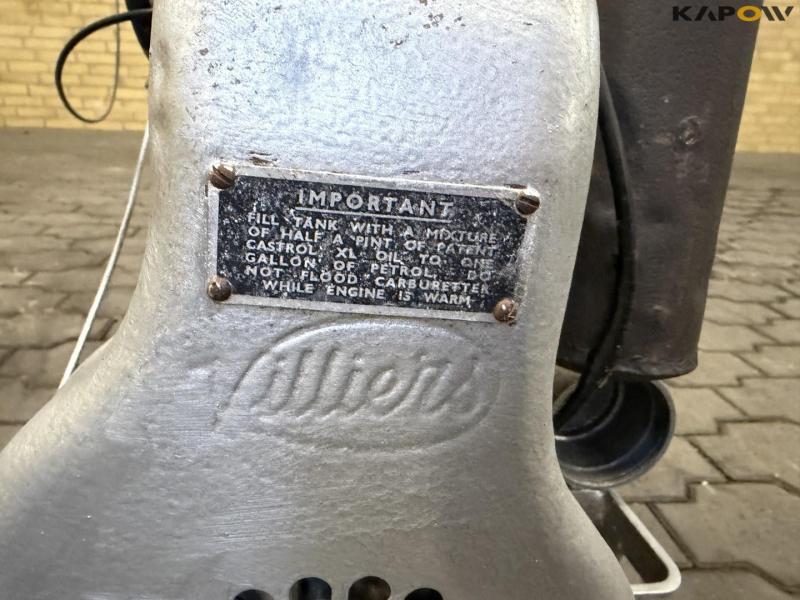 KAPOW
IMPORTANT
FILL TANK WITH A MIXTURE
OF HALF A PINT OF PATENT
CASTROL XL OIL TO ONE
GALLON OF PETROL. DO
NOT FLOOD CARBURETTER
WHILE ENGINE IS WARM
Villiers